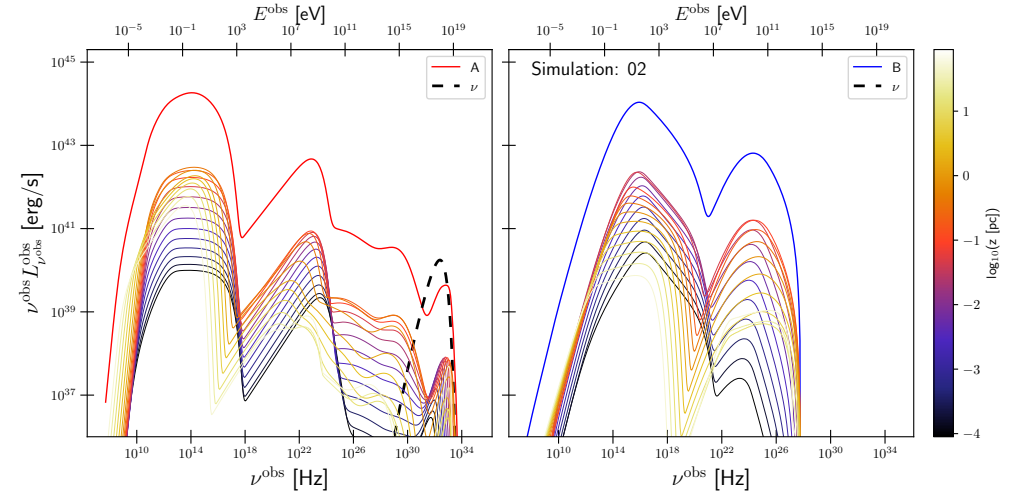 E^obs [eV] E^obs [eV]
10^−5 10^−1 10^3 10^7 10^11 10^15 10^19 10^−5 10^−1 10^3 10^7 10^11 10^15 10^19
10^45
10^43
10^41
10^39
10^37
ν^obs L^obs_ν^obs [erg/s]
A
ν
Simulation: 02
B
ν
10^10 10^14 10^18 10^22 10^26 10^30 10^34 10^10 10^14 10^18 10^22 10^26 10^30 10^34
ν^obs [Hz] ν^obs [Hz]
1
0
−1
−2
−3
−4
log_10(z [pc])